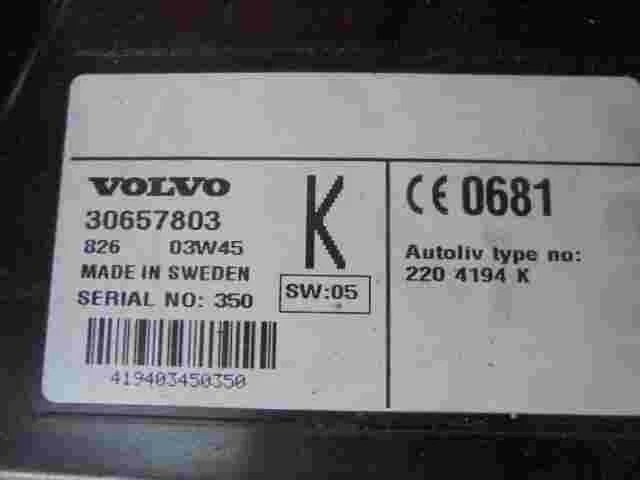 VOLVO
30657803
826 03W45
MADE IN SWEDEN
SERIAL NO: 350
K
SW:05
419403450350
CE 0681
Autoliv type no:
220 4194 K